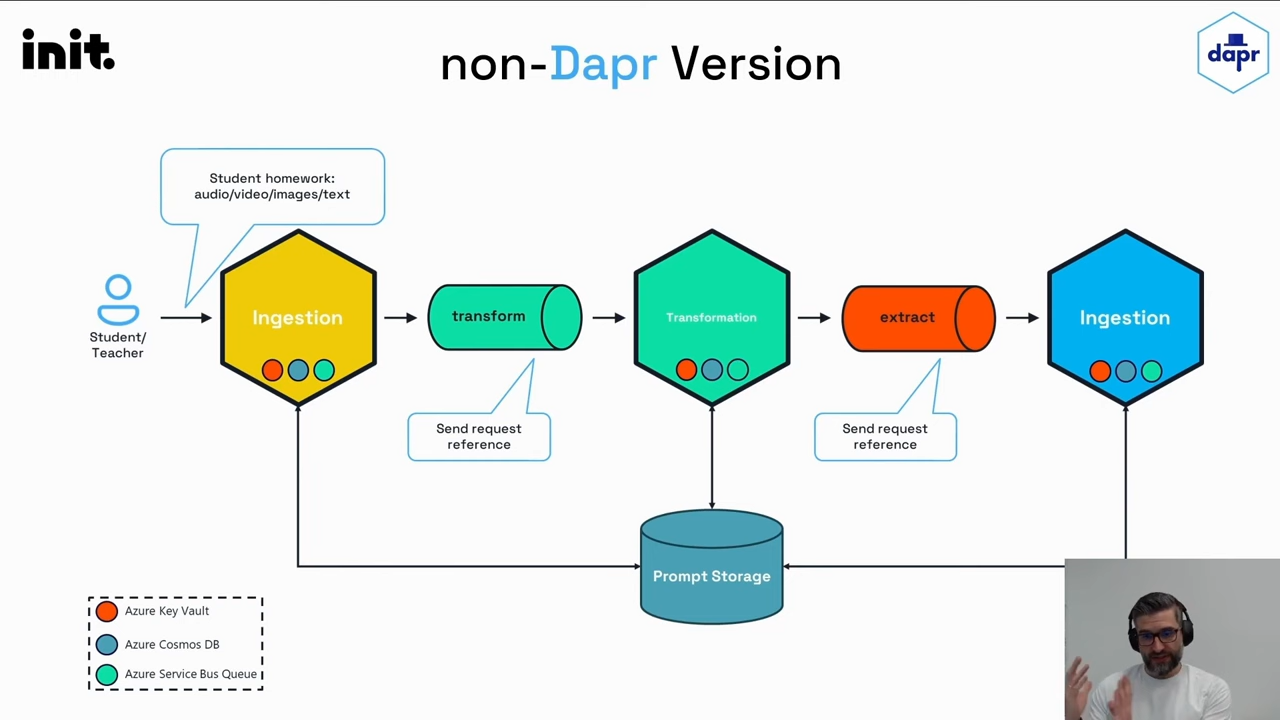 init.
non-Dapr Version
dapr
Student homework:
audio/video/images/text
Student/
Teacher
Ingestion
transform
Transformation
extract
Ingestion
Send request
reference
Send request
reference
Prompt Storage
Azure Key Vault
Azure Cosmos DB
Azure Service Bus Queue